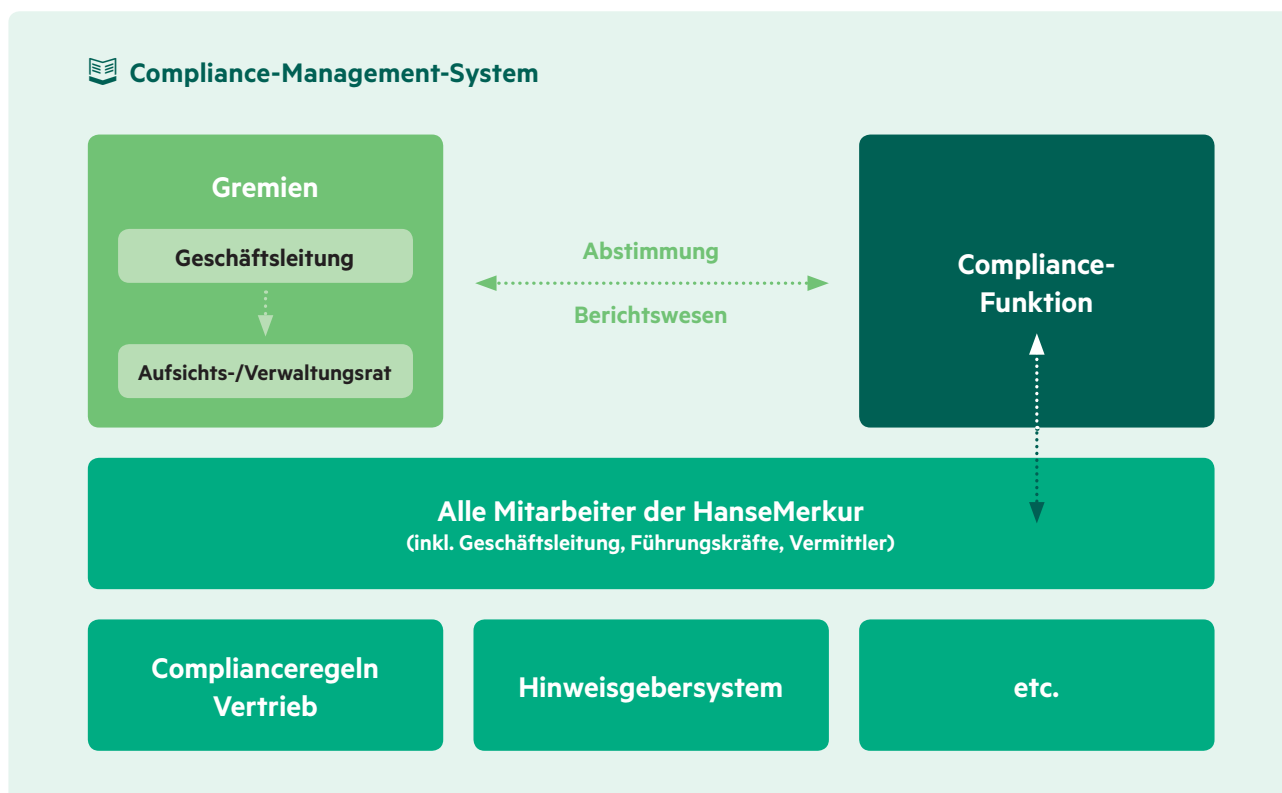 Compliance-Management-System
Gremien
Geschäftsleitung
Aufsichts-/Verwaltungsrat
Abstimmung
Berichtswesen
Compliance-
Funktion
Alle Mitarbeiter der HanseMerkur
(inkl. Geschäftsleitung, Führungskräfte, Vermittler)
Complianceregeln
Vertrieb
Hinweisgebersystem
etc.